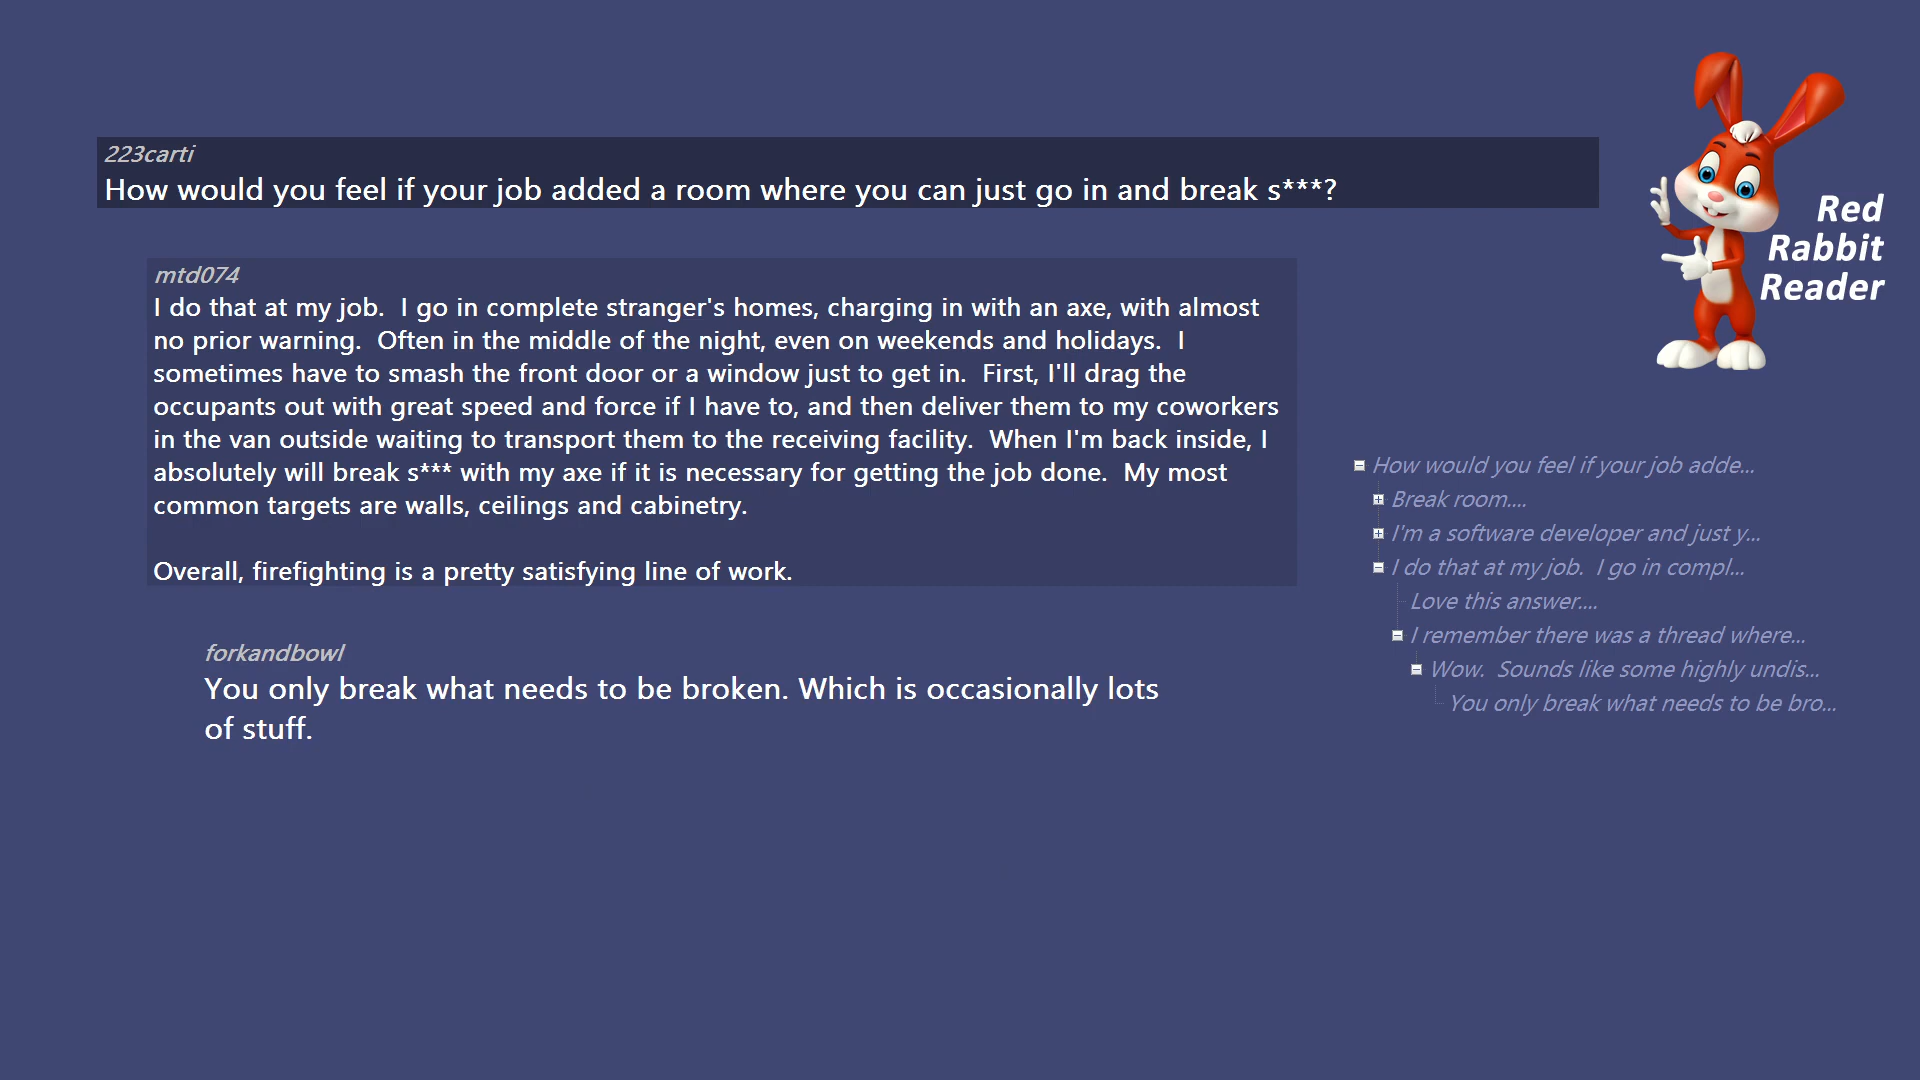 223carti
How would you feel if your job added a room where you can just go in and break s***?
Red
Rabbit
Reader
mtd074
I do that at my job.  I go in complete stranger's homes, charging in with an axe, with almost
no prior warning.  Often in the middle of the night, even on weekends and holidays.  I
sometimes have to smash the front door or a window just to get in.  First, I'll drag the
occupants out with great speed and force if I have to, and then deliver them to my coworkers
in the van outside waiting to transport them to the receiving facility.  When I'm back inside, I
absolutely will break s*** with my axe if it is necessary for getting the job done.  My most
common targets are walls, ceilings and cabinetry.
Overall, firefighting is a pretty satisfying line of work.
forkandbowl
You only break what needs to be broken. Which is occasionally lots
of stuff.
How would you feel if your job adde...
Break room....
I'm a software developer and just y...
I do that at my job.  I go in compl...
Love this answer....
I remember there was a thread where...
Wow.  Sounds like some highly undis...
You only break what needs to be bro...